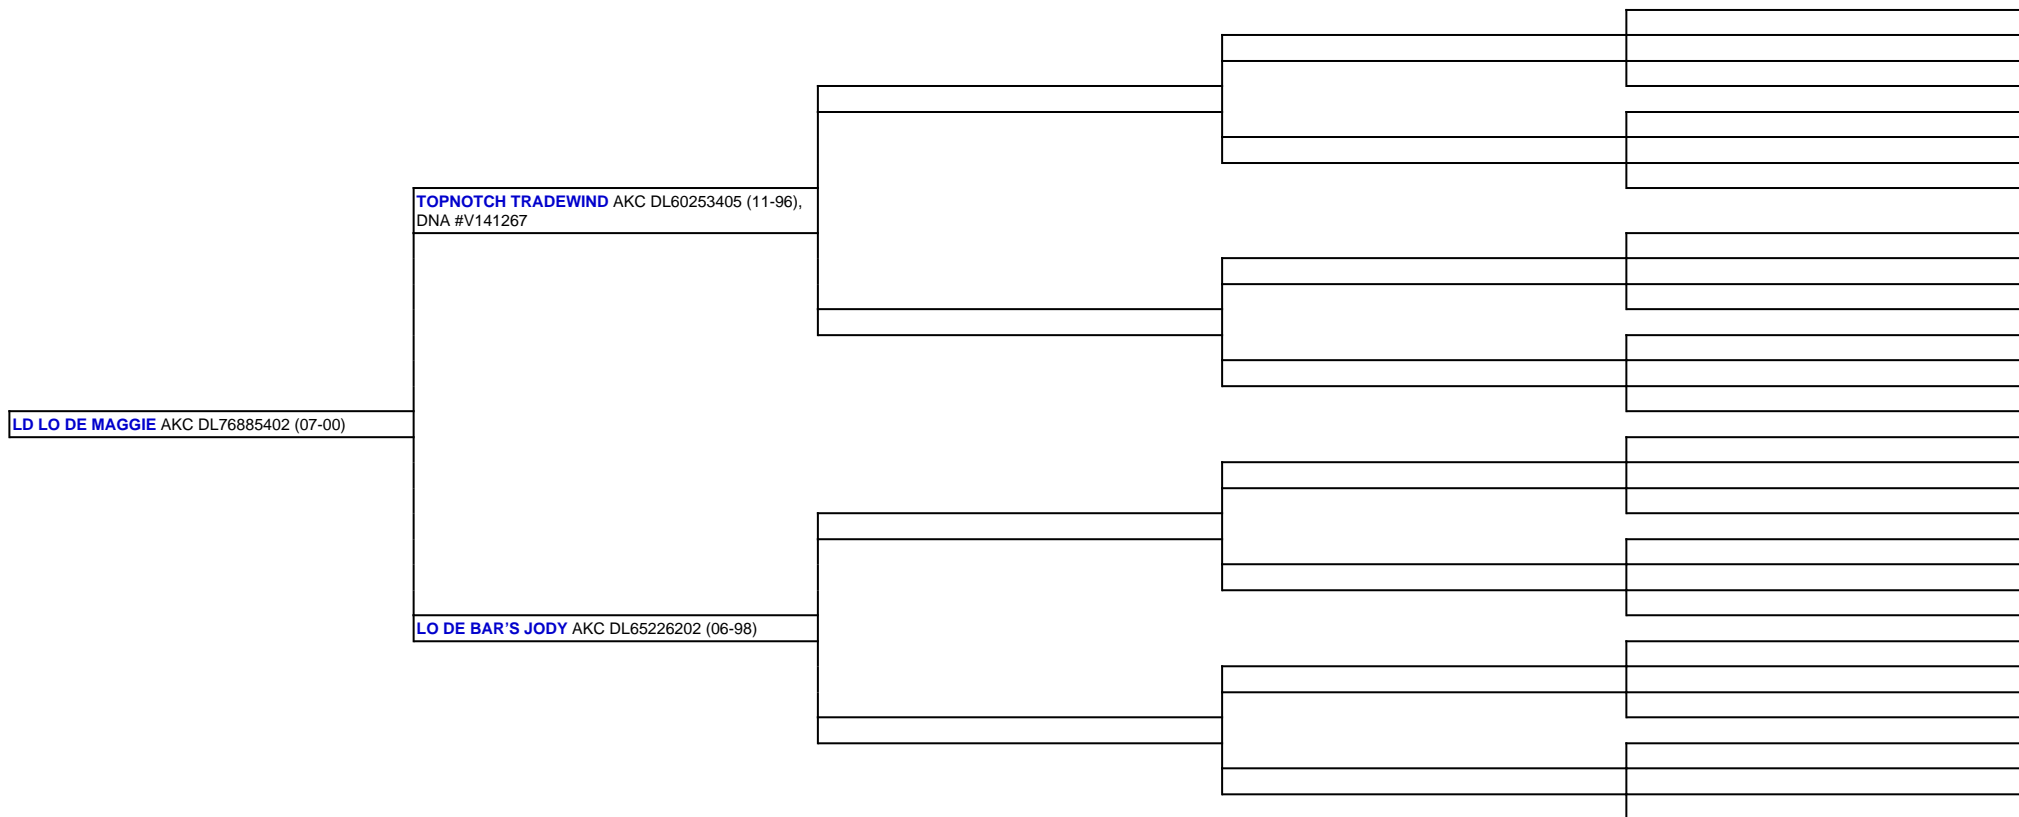 TOPNOTCH TRADEWIND AKC DL60253405 (11-96),
DNA #V141267
LD LO DE MAGGIE AKC DL76885402 (07-00)
LO DE BAR’S JODY AKC DL65226202 (06-98)